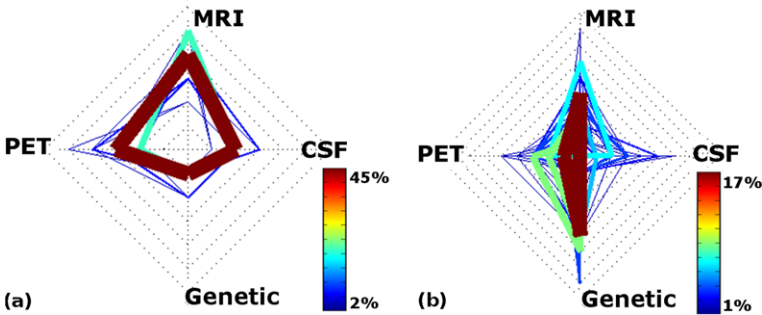 MRI
PET
CSF
45%
2%
Genetic
(a)
MRI
PET
CSF
17%
1%
Genetic
(b)